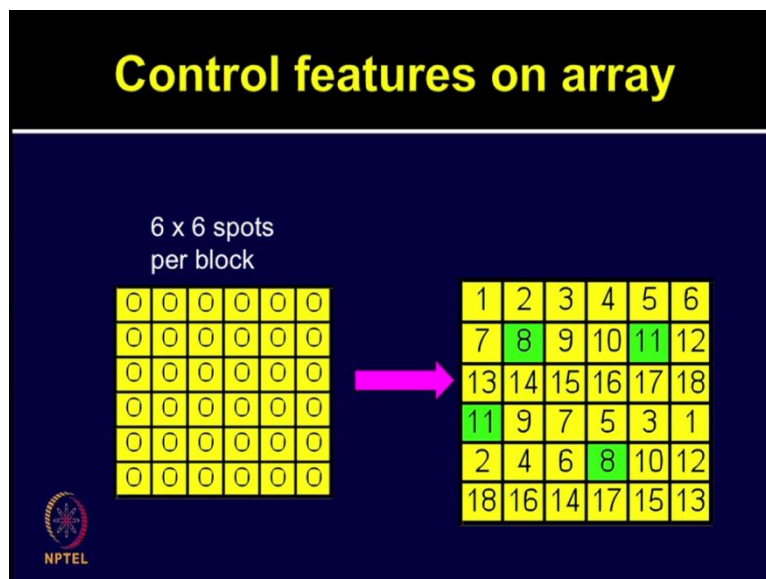 Control features on array
6 x 6 spots
per block
O O O O O O
O O O O O O
O O O O O O
O O O O O O
O O O O O O
O O O O O O
1 2 3 4 5 6
7 8 9 10 11 12
13 14 15 16 17 18
11 9 7 5 3 1
2 4 6 8 10 12
18 16 14 17 15 13
NPTEL